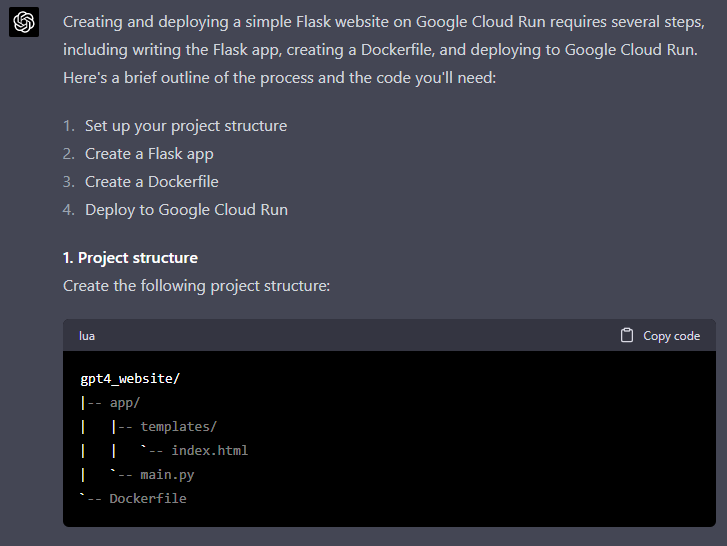 Creating and deploying a simple Flask website on Google Cloud Run requires several steps,
including writing the Flask app, creating a Dockerfile, and deploying to Google Cloud Run.
Here's a brief outline of the process and the code you'll need:
1. Set up your project structure
2. Create a Flask app
3. Create a Dockerfile
4. Deploy to Google Cloud Run
1. Project structure
Create the following project structure:
lua Copy code
gpt4_website/
|-- app/
|   |-- templates/
|   |   `-- index.html
|   `-- main.py
`-- Dockerfile